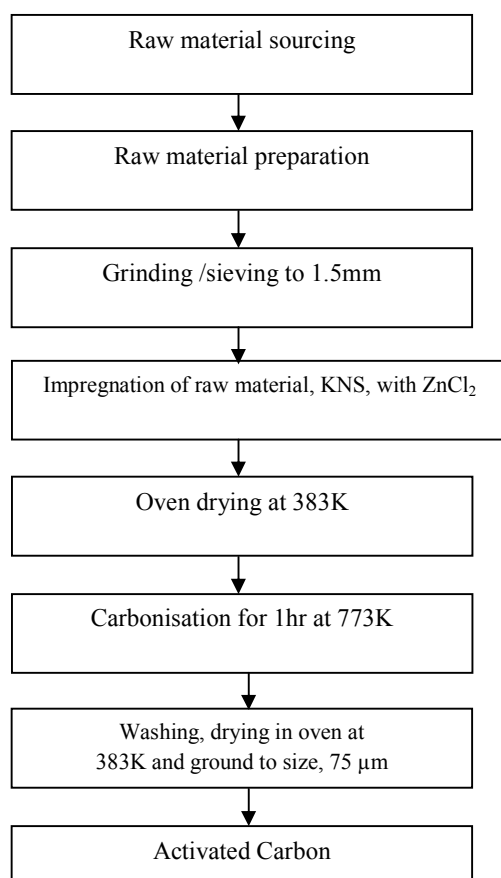 Raw material sourcing
Raw material preparation
Grinding /sieving to 1.5mm
Impregnation of raw material, KNS, with ZnCl₂
Oven drying at 383K
Carbonisation for 1hr at 773K
Washing, drying in oven at
383K and ground to size, 75 µm
Activated Carbon